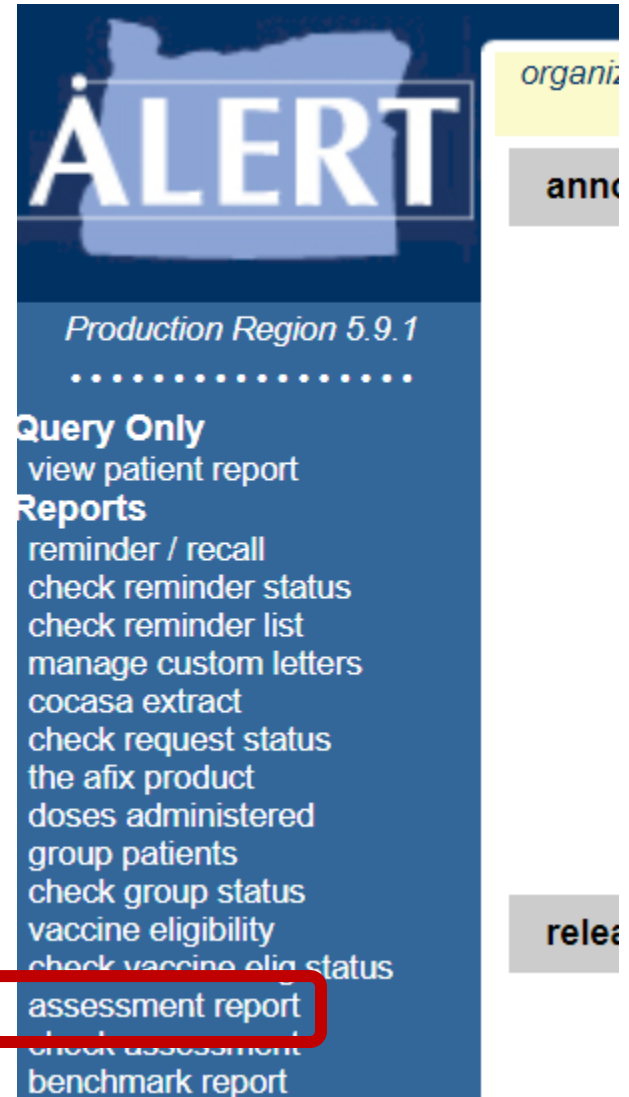 ALERT
organiz
anno
Production Region 5.9.1
Query Only
view patient report
Reports
reminder / recall
check reminder status
check reminder list
manage custom letters
cocasa extract
check request status
the afix product
doses administered
group patients
check group status
vaccine eligibility
relea
check vaccine elig status
assessment report
check assessment
benchmark report